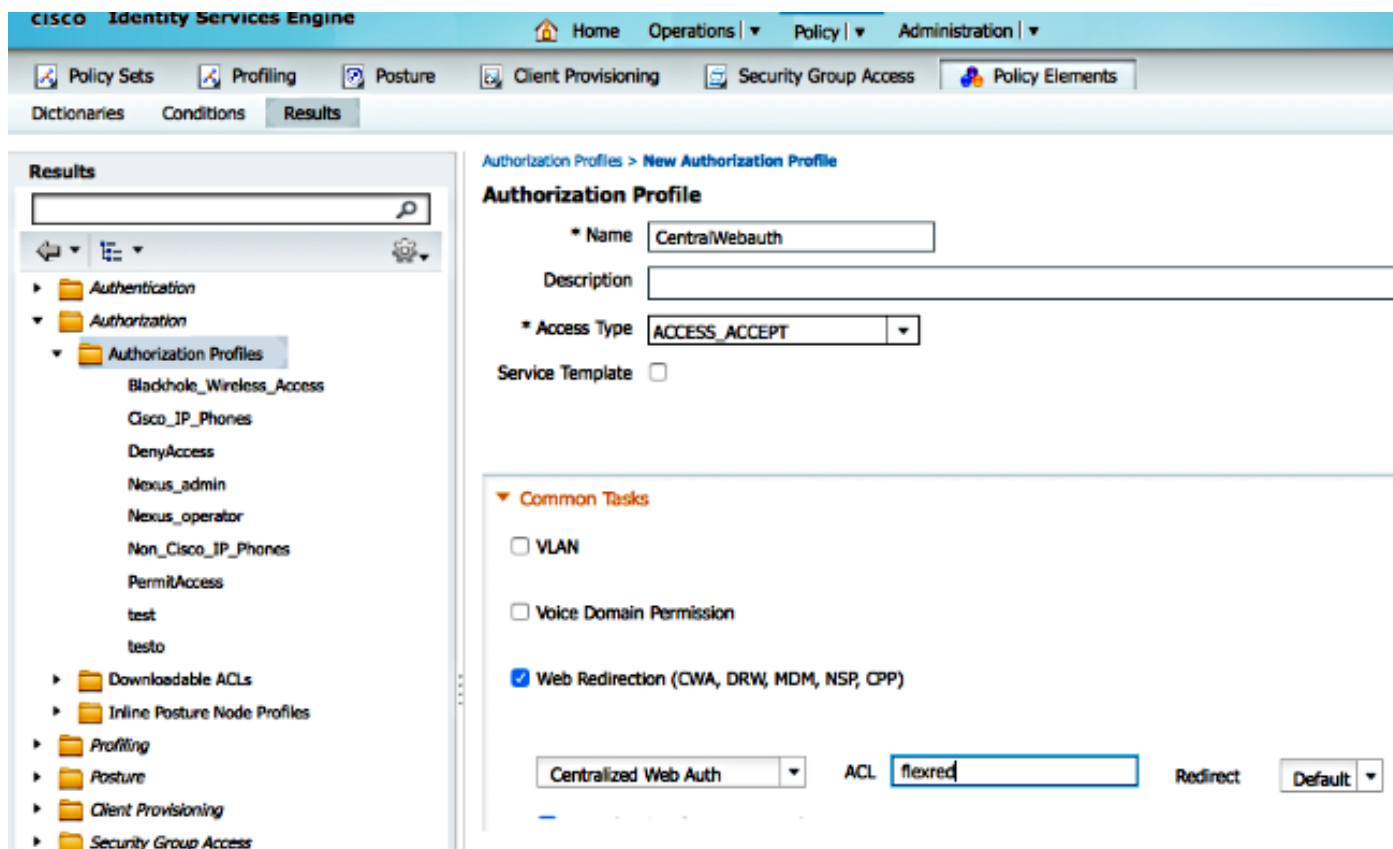 CISCO Identity Services Engine
Home Operations | Policy | Administration |
Policy Sets Profiling Posture Client Provisioning Security Group Access Policy Elements
Dictionaries Conditions Results
Results
Authentication
Authorization
Authorization Profiles
Blackhole_Wireless_Access
Cisco_IP_Phones
DenyAccess
Nexus_admin
Nexus_operator
Non_Cisco_IP_Phones
PermitAccess
test
testo
Downloadable ACLs
Inline Posture Node Profiles
Profiling
Posture
Client Provisioning
Security Group Access
Authorization Profiles > New Authorization Profile
Authorization Profile
* Name CentralWebauth
Description
* Access Type ACCESS_ACCEPT
Service Template
Common Tasks
VLAN
Voice Domain Permission
Web Redirection (CWA, DRW, MDM, NSP, CPP)
Centralized Web Auth ACL flexred Redirect Default